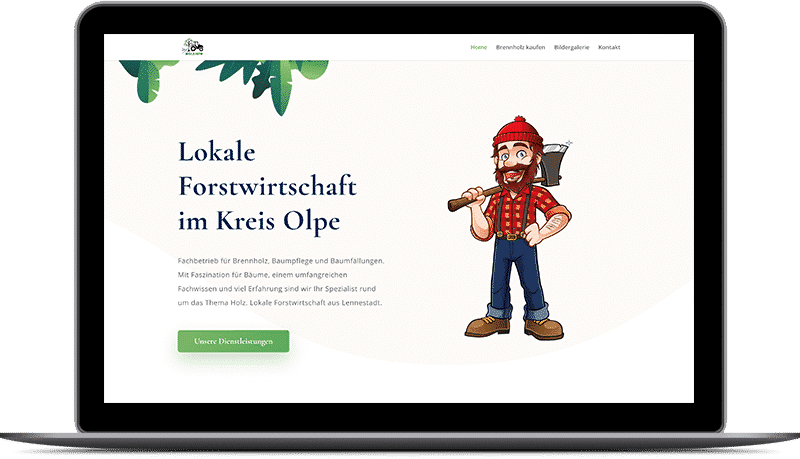 Home Brennholz kaufen Bildergalerie Kontakt
Lokale
Forstwirtschaft
im Kreis Olpe
Fachbetrieb für Brennholz, Baumpflege und Baumfällungen.
Mit Faszination für Bäume, einem umfangreichen
Fachwissen und viel Erfahrung sind wir Ihr Spezialist rund
um das Thema Holz. Lokale Forstwirtschaft aus Lennestadt.
Unsere Dienstleistungen